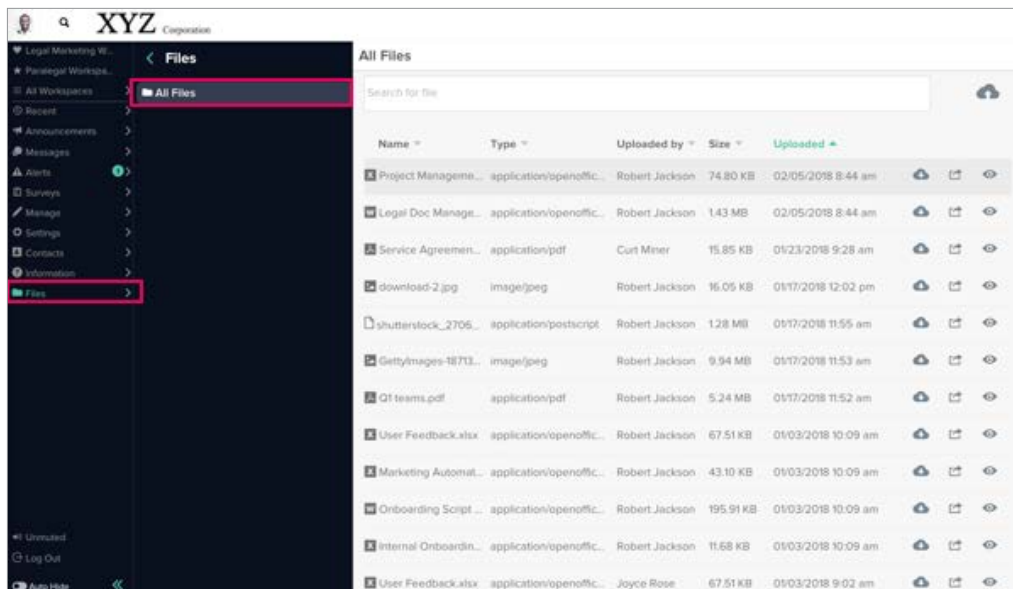 XYZ Corporation
Legal Marketing W...
Paralegal Workspa...
All Workspaces
Recent
Announcements
Messages
Alerts
Surveys
Manage
Settings
Contacts
Information
Files
Unmuted
Log Out
Auto Hide
Files
All Files
All Files
Search for file
Name Type Uploaded by Size Uploaded
Project Manageme... application/openoffic... Robert Jackson 74.80 KB 02/05/2018 8:44 am
Legal Doc Manage... application/openoffic... Robert Jackson 1.43 MB 02/05/2018 8:44 am
Service Agreemen... application/pdf Curt Miner 15.85 KB 01/23/2018 9:28 am
download-2.jpg image/jpeg Robert Jackson 16.05 KB 01/17/2018 12:02 pm
shutterstock_2706... application/postscript Robert Jackson 1.28 MB 01/17/2018 11:55 am
GettyImages-18713... image/jpeg Robert Jackson 9.94 MB 01/17/2018 11:53 am
Q1 teams.pdf application/pdf Robert Jackson 5.24 MB 01/17/2018 11:52 am
User Feedback.xlsx application/openoffic... Robert Jackson 67.51 KB 01/03/2018 10:09 am
Marketing Automat... application/openoffic... Robert Jackson 43.10 KB 01/03/2018 10:09 am
Onboarding Script ... application/openoffic... Robert Jackson 195.91 KB 01/03/2018 10:09 am
Internal Onboardin... application/openoffic... Robert Jackson 11.68 KB 01/03/2018 10:09 am
User Feedback.xlsx application/openoffic... Joyce Rose 67.51 KB 01/03/2018 9:02 am